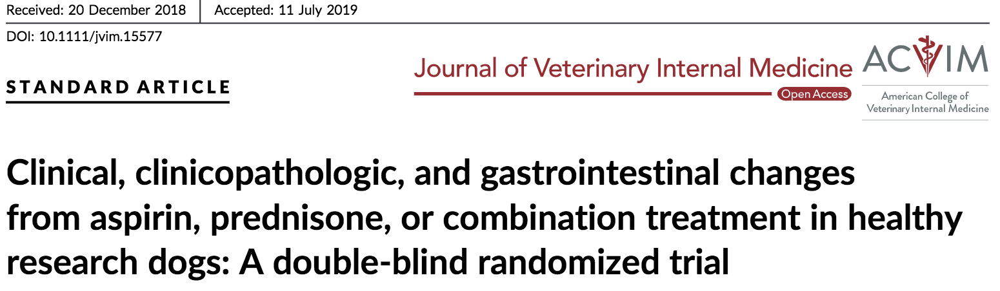 Received: 20 December 2018 Accepted: 11 July 2019
DOI: 10.1111/jvim.15577
STANDARD ARTICLE
Journal of Veterinary Internal Medicine
Open Access
ACVIM
American College of
Veterinary Internal Medicine
Clinical, clinicopathologic, and gastrointestinal changes
from aspirin, prednisone, or combination treatment in healthy
research dogs: A double-blind randomized trial